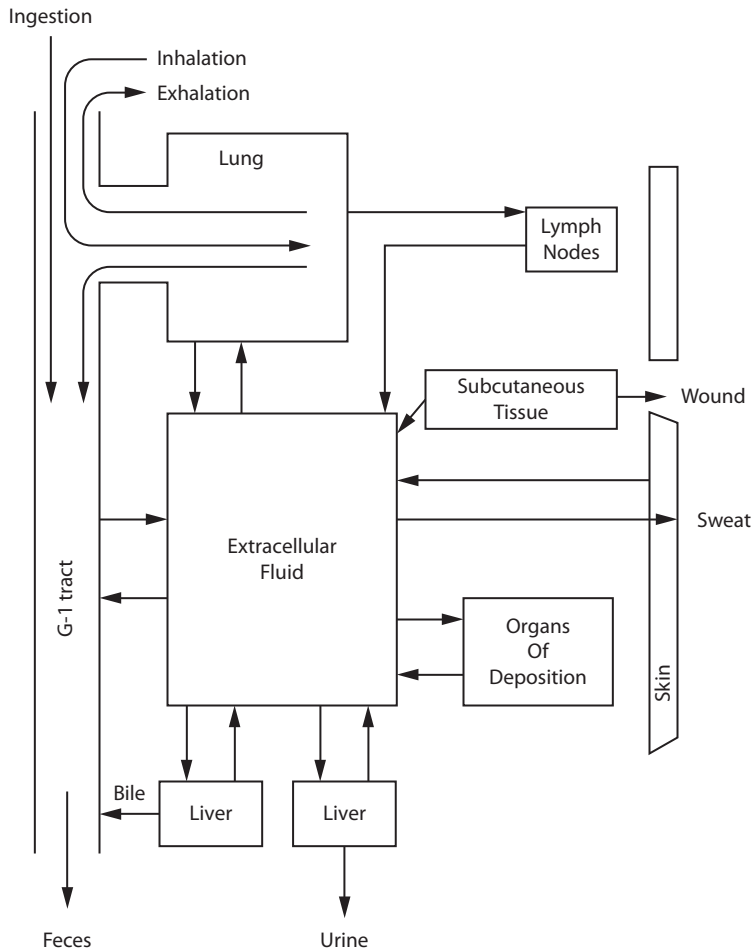 Ingestion
Inhalation
Exhalation
Lung
Lymph
Nodes
Subcutaneous
Tissue
Wound
Extracellular
Fluid
Sweat
G-1 tract
Organs
Of
Deposition
Skin
Bile
Liver
Liver
Feces
Urine